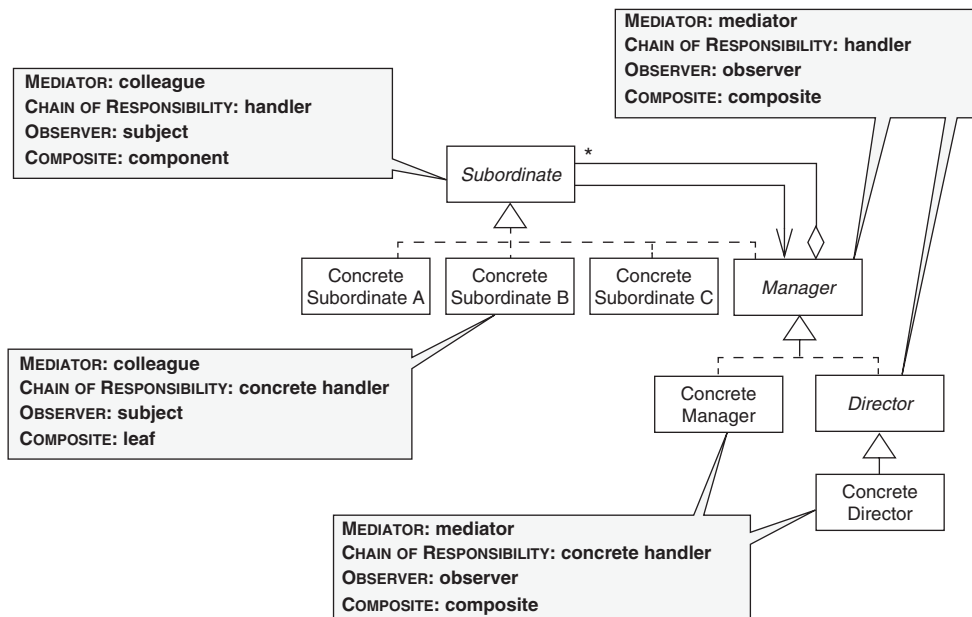 MEDIATOR: mediator
CHAIN OF RESPONSIBILITY: handler
OBSERVER: observer
COMPOSITE: composite
MEDIATOR: colleague
CHAIN OF RESPONSIBILITY: handler
OBSERVER: subject
COMPOSITE: component
*
Subordinate
Concrete
Subordinate A
Concrete
Subordinate B
Concrete
Subordinate C
Manager
MEDIATOR: colleague
CHAIN OF RESPONSIBILITY: concrete handler
OBSERVER: subject
COMPOSITE: leaf
Concrete
Manager
Director
Concrete
Director
MEDIATOR: mediator
CHAIN OF RESPONSIBILITY: concrete handler
OBSERVER: observer
COMPOSITE: composite